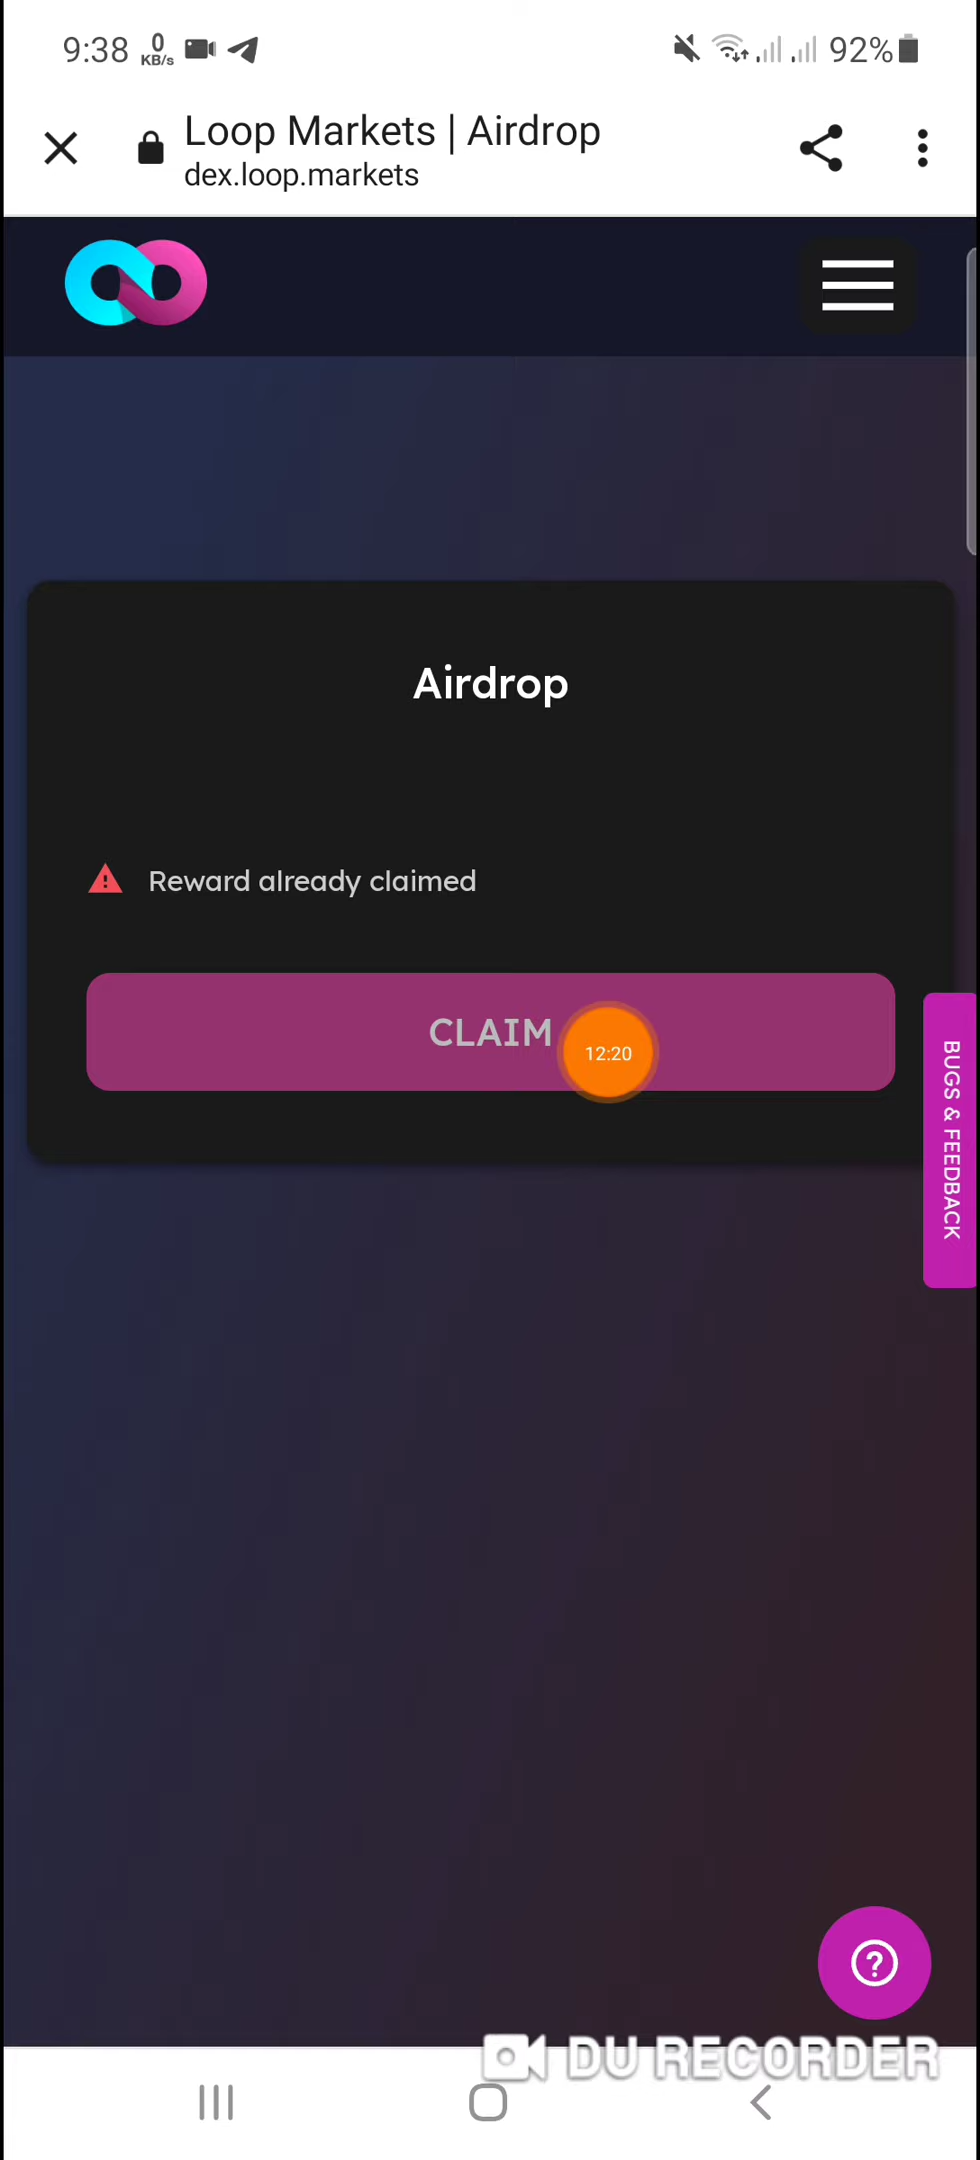 9:38 0 KB/s 92%
Loop Markets | Airdrop
dex.loop.markets
Airdrop
Reward already claimed
CLAIM
12:20
BUGS & FEEDBACK
?
DU RECORDER